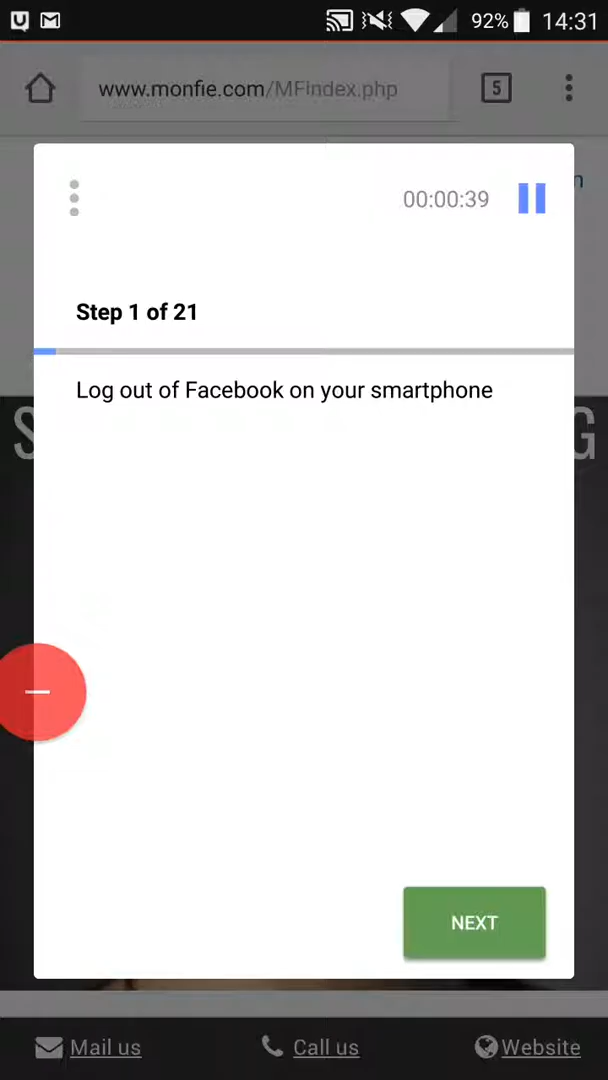 92% 14:31
www.monfie.com/MFindex.php 5
n
00:00:39
Step 1 of 21
Log out of Facebook on your smartphone
S G
NEXT
Mail us Call us Website